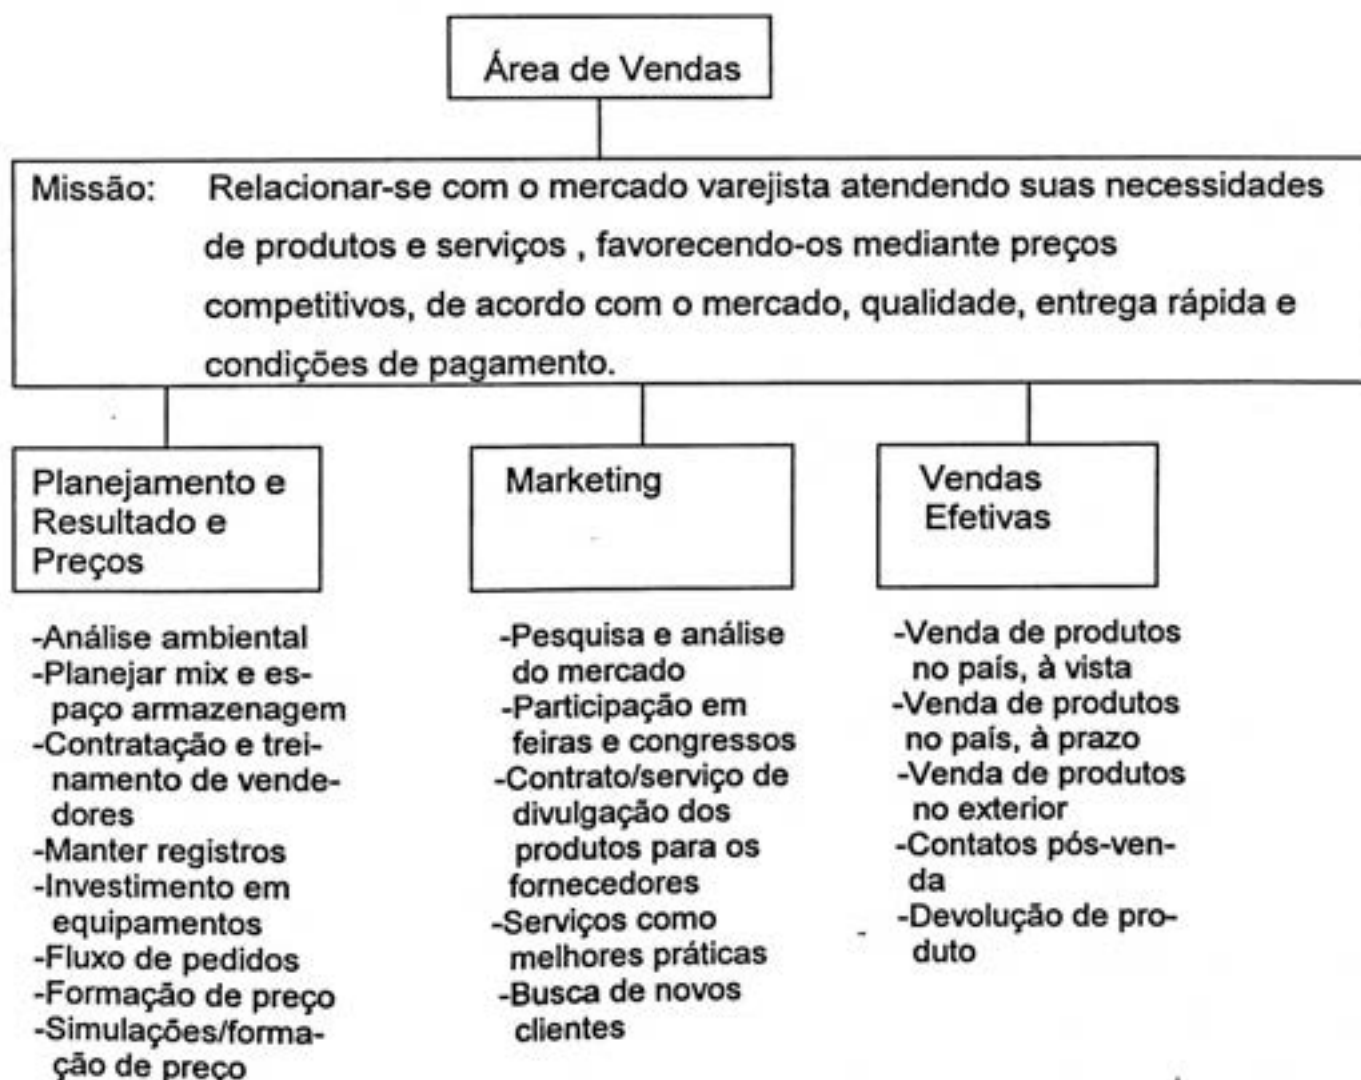 Área de Vendas
Missão: Relacionar-se com o mercado varejista atendendo suas necessidades
de produtos e serviços , favorecendo-os mediante preços
competitivos, de acordo com o mercado, qualidade, entrega rápida e
condições de pagamento.
Planejamento e
Resultado e
Preços
-Análise ambiental
-Planejar mix e es-
paço armazenagem
-Contratação e trei-
namento de vende-
dores
-Manter registros
-Investimento em
equipamentos
-Fluxo de pedidos
-Formação de preço
-Simulações/forma-
ção de preço
Marketing
-Pesquisa e análise
do mercado
-Participação em
feiras e congressos
-Contrato/serviço de
divulgação dos
produtos para os
fornecedores
-Serviços como
melhores práticas
-Busca de novos
clientes
Vendas
Efetivas
-Venda de produtos
no país, à vista
-Venda de produtos
no país, à prazo
-Venda de produtos
no exterior
-Contatos pós-ven-
da
-Devolução de pro-
duto